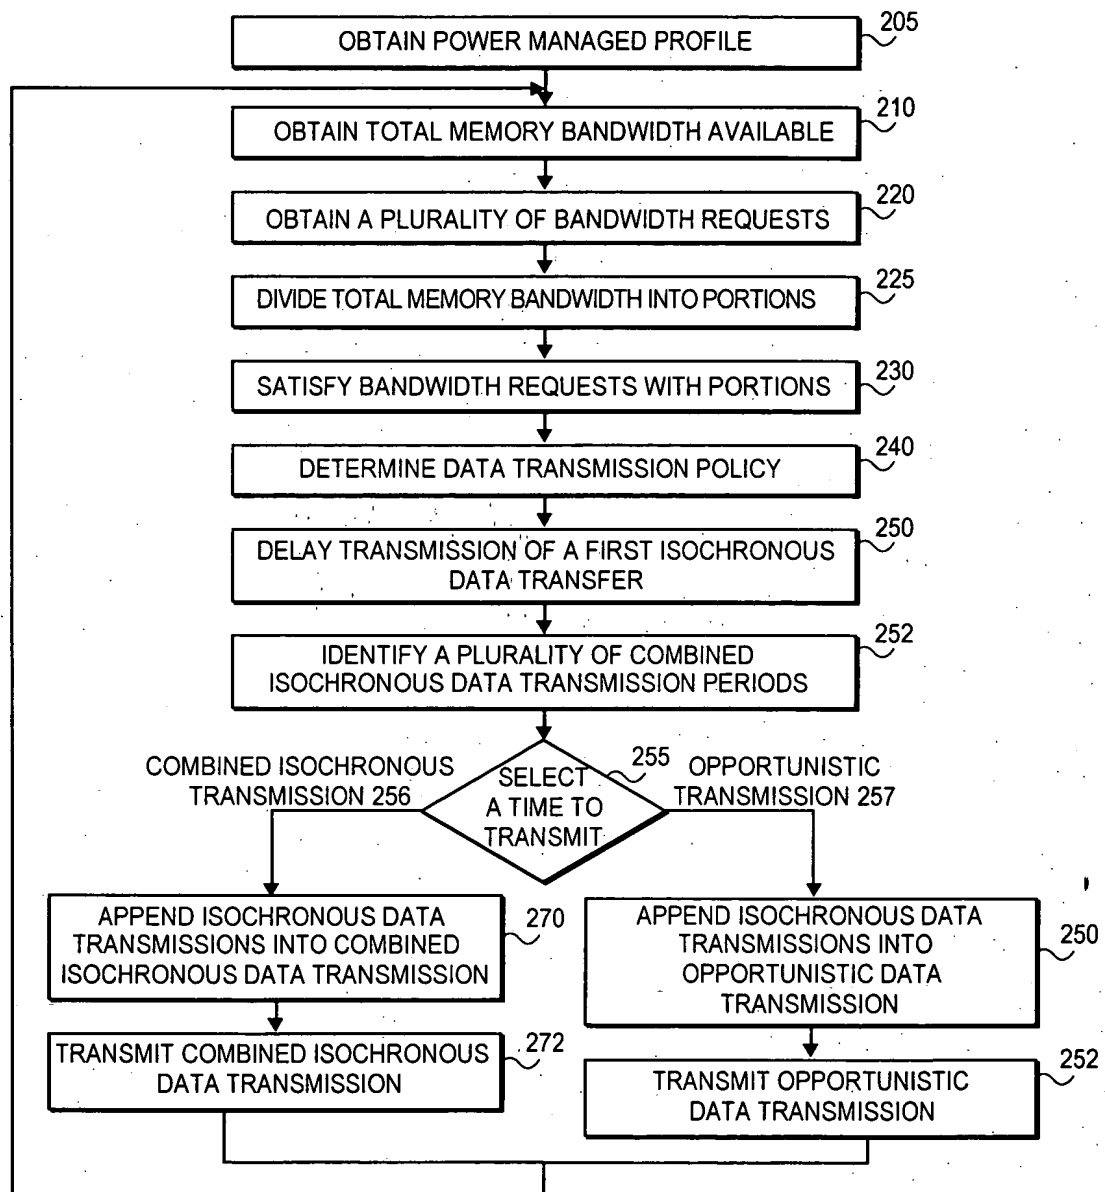 OBTAIN POWER MANAGED PROFILE
205
OBTAIN TOTAL MEMORY BANDWIDTH AVAILABLE
210
OBTAIN A PLURALITY OF BANDWIDTH REQUESTS
220
DIVIDE TOTAL MEMORY BANDWIDTH INTO PORTIONS
225
SATISFY BANDWIDTH REQUESTS WITH PORTIONS
230
DETERMINE DATA TRANSMISSION POLICY
240
DELAY TRANSMISSION OF A FIRST ISOCHRONOUS
DATA TRANSFER
250
IDENTIFY A PLURALITY OF COMBINED
ISOCHRONOUS DATA TRANSMISSION PERIODS
252
COMBINED ISOCHRONOUS
TRANSMISSION 256
SELECT
A TIME TO
TRANSMIT
255
OPPORTUNISTIC
TRANSMISSION 257
APPEND ISOCHRONOUS DATA
TRANSMISSIONS INTO COMBINED
ISOCHRONOUS DATA TRANSMISSION
270
APPEND ISOCHRONOUS DATA
TRANSMISSIONS INTO
OPPORTUNISTIC DATA
TRANSMISSION
250
TRANSMIT COMBINED ISOCHRONOUS
DATA TRANSMISSION
272
TRANSMIT OPPORTUNISTIC
DATA TRANSMISSION
252